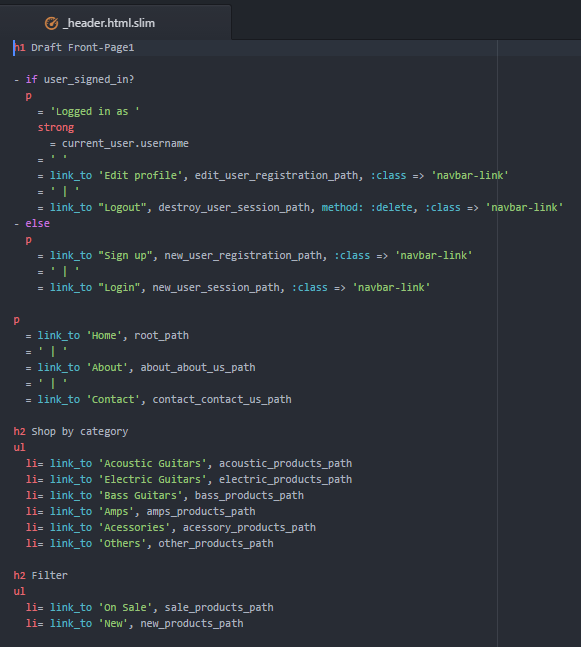 _header.html.slim
h1 Draft Front-Page1
- if user_signed_in?
p
= 'Logged in as '
strong
= current_user.username
= ' '
= link_to 'Edit profile', edit_user_registration_path, :class => 'navbar-link'
= ' | '
= link_to "Logout", destroy_user_session_path, method: :delete, :class => 'navbar-link'
- else
p
= link_to "Sign up", new_user_registration_path, :class => 'navbar-link'
= ' | '
= link_to "Login", new_user_session_path, :class => 'navbar-link'
p
= link_to 'Home', root_path
= ' | '
= link_to 'About', about_about_us_path
= ' | '
= link_to 'Contact', contact_contact_us_path
h2 Shop by category
ul
li= link_to 'Acoustic Guitars', acoustic_products_path
li= link_to 'Electric Guitars', electric_products_path
li= link_to 'Bass Guitars', bass_products_path
li= link_to 'Amps', amps_products_path
li= link_to 'Acessories', acessory_products_path
li= link_to 'Others', other_products_path
h2 Filter
ul
li= link_to 'On Sale', sale_products_path
li= link_to 'New', new_products_path